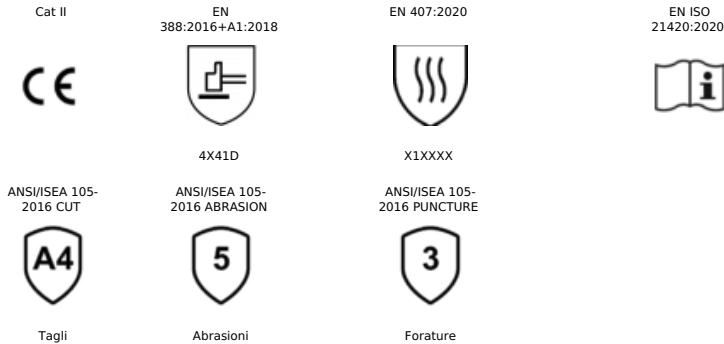 Cat II
EN
388:2016+A1:2018
EN 407:2020
EN ISO
21420:2020
CE
i
4X41D
X1XXXX
ANSI/ISEA 105-
2016 CUT
ANSI/ISEA 105-
2016 ABRASION
ANSI/ISEA 105-
2016 PUNCTURE
A4
5
3
Tagli
Abrasioni
Forature